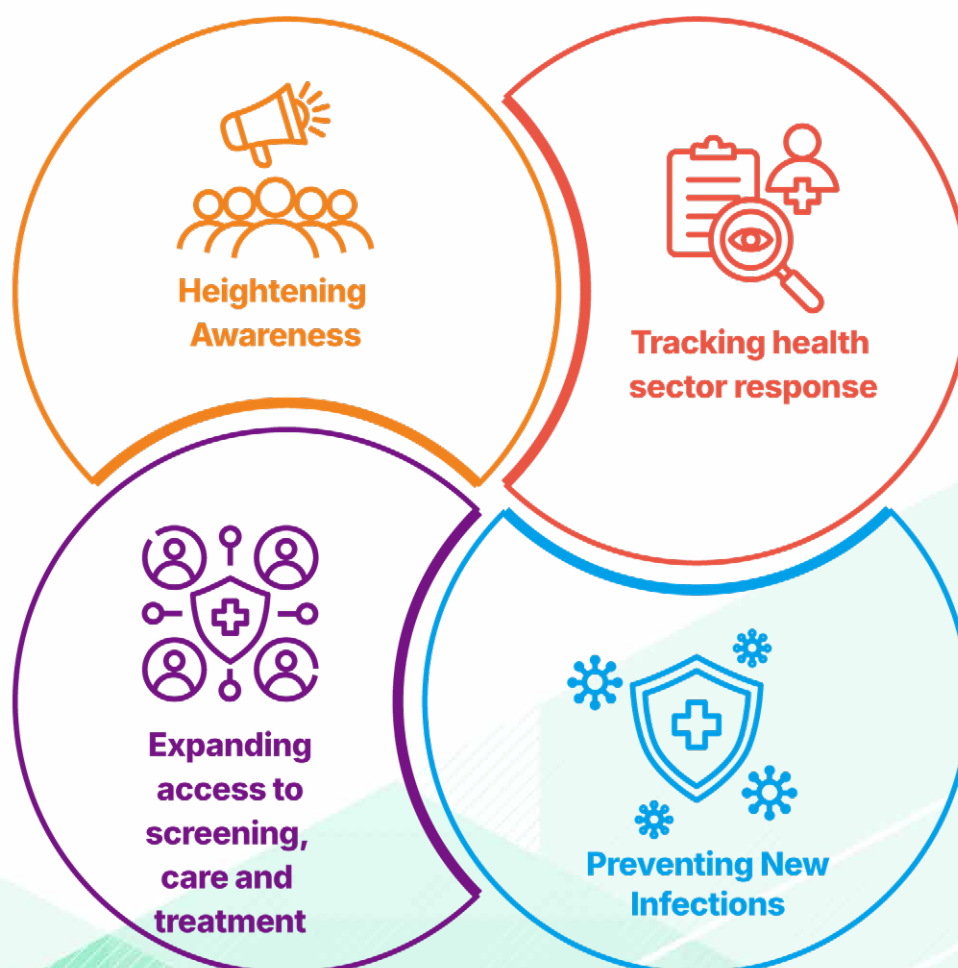 Heightening
Awareness
Tracking health
sector response
Expanding
access to
screening,
care and
treatment
Preventing New
Infections